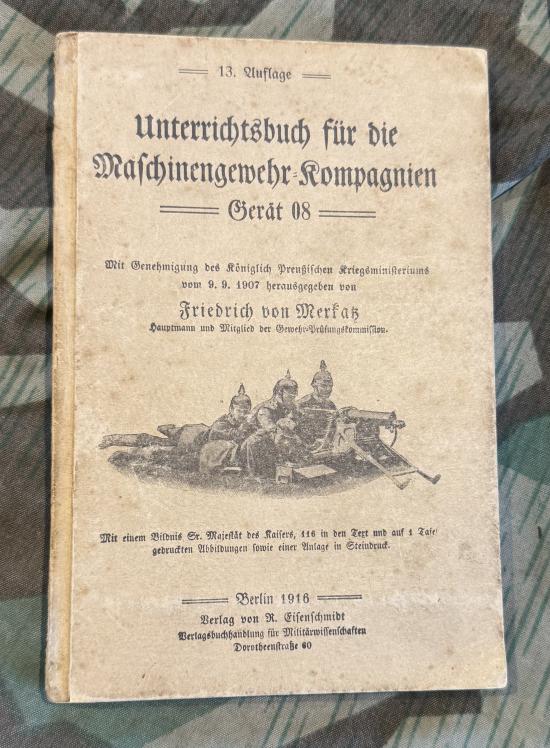 13. Auflage
Unterrichtsbuch für die
Maschinengewehr-Kompagnien
Gerät 08
Mit Genehmigung des Königlich Preußischen Kriegsministeriums
vom 9. 9. 1907 herausgegeben von
Friedrich von Merkatz
Hauptmann und Mitglied der Gewehr-Prüfungskommission.
Mit einem Bildnis Sr. Majestät des Kaisers, 116 in den Text und auf 1 Tafel
gedruckten Abbildungen sowie einer Anlage in Steindruck.
Berlin 1916
Verlag von R. Eisenschmidt
Verlagsbuchhandlung für Militärwissenschaften
Dorotheenstraße 60